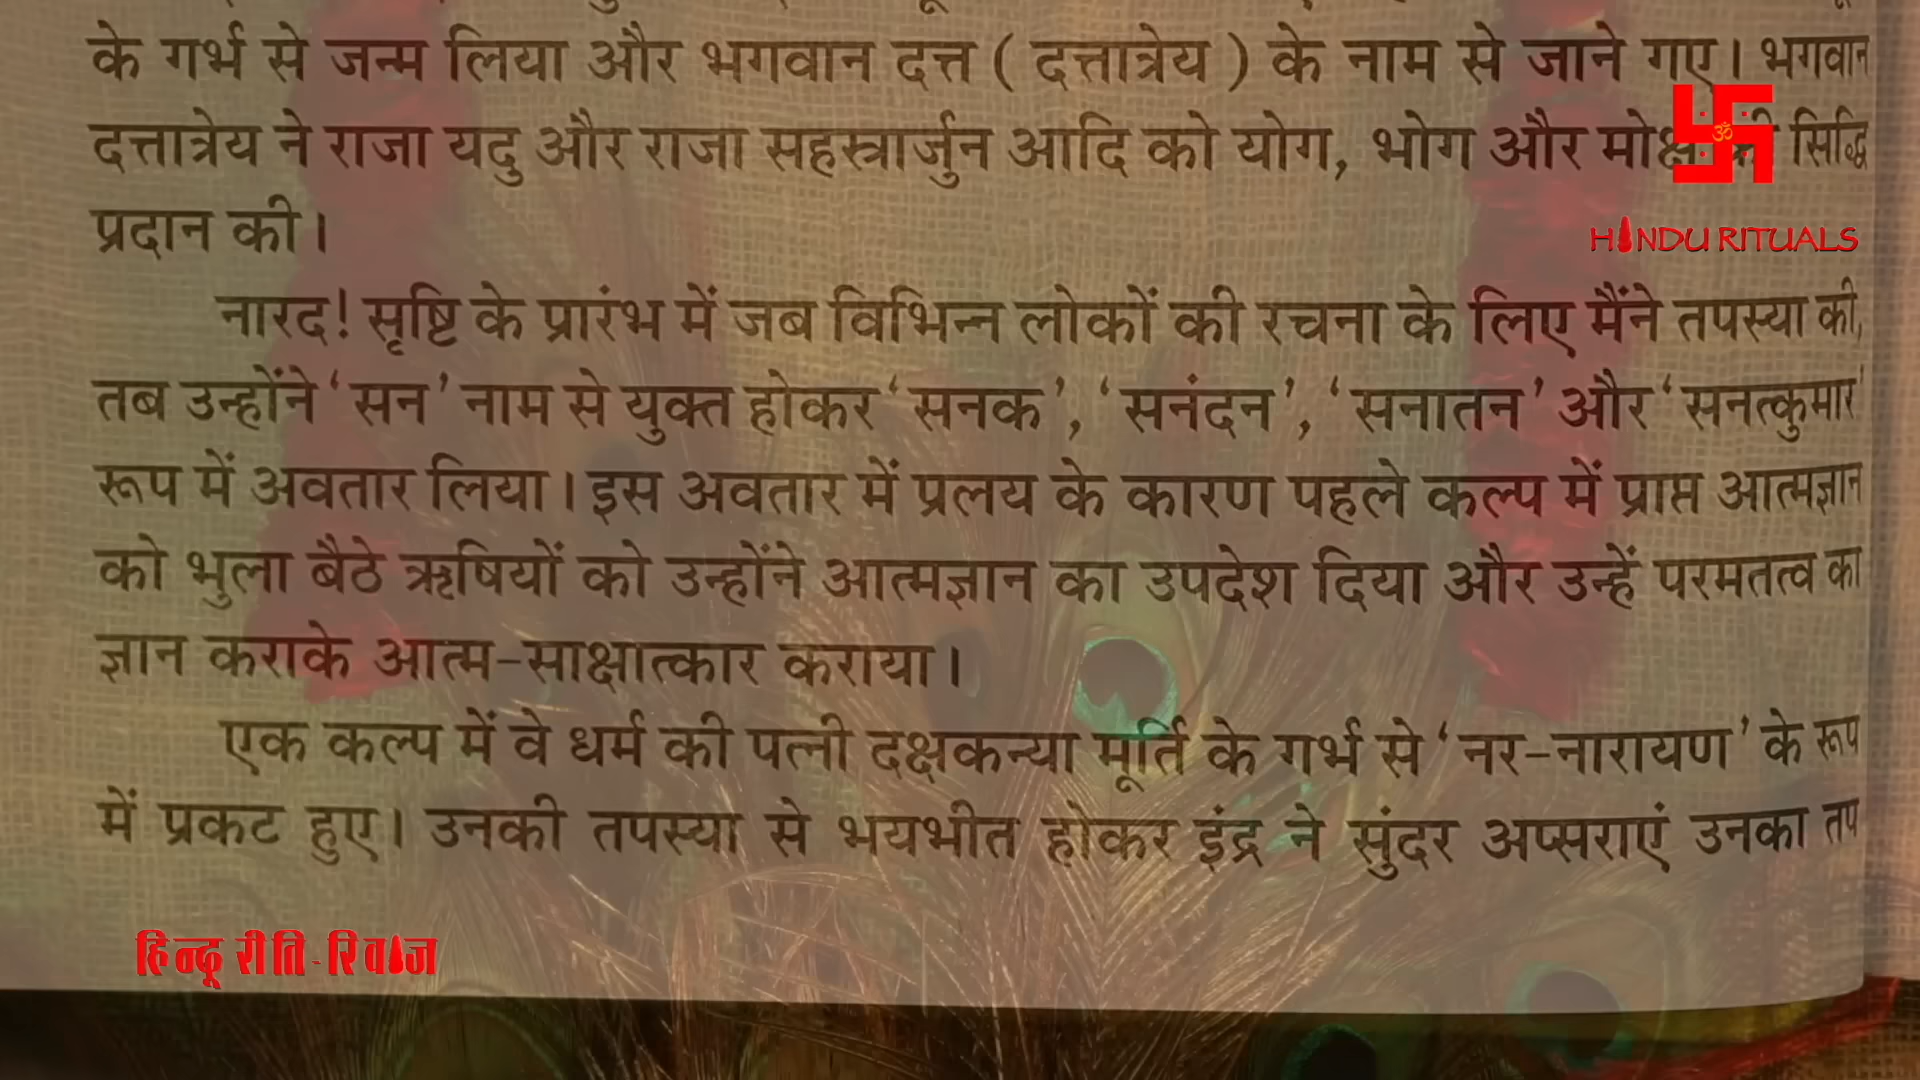 के गर्भ से जन्म लिया और भगवान दत्त ( दत्तात्रेय ) के नाम से जाने गए। भगवान
दत्तात्रेय ने राजा यदु और राजा सहस्त्रार्जुन आदि को योग, भोग और मोक्ष की सिद्धि
प्रदान की।
HINDU RITUALS
नारद! सृष्टि के प्रारंभ में जब विभिन्न लोकों की रचना के लिए मैंने तपस्या की,
तब उन्होंने ‘सन’ नाम से युक्त होकर ‘सनक’, ‘सनंदन’, ‘सनातन’ और ‘सनत्कुमार’
रूप में अवतार लिया। इस अवतार में प्रलय के कारण पहले कल्प में प्राप्त आत्मज्ञान
को भुला बैठे ऋषियों को उन्होंने आत्मज्ञान का उपदेश दिया और उन्हें परमतत्व का
ज्ञान कराके आत्म-साक्षात्कार कराया।
एक कल्प में वे धर्म की पत्नी दक्षकन्या मूर्ति के गर्भ से ‘नर-नारायण’ के रूप
में प्रकट हुए। उनकी तपस्या से भयभीत होकर इंद्र ने सुंदर अप्सराएं उनका तप
हिन्दू रीति-रिवाज